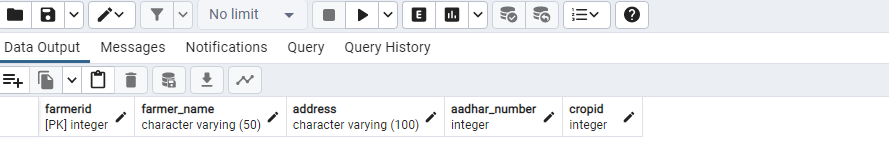 No limit
E
Data Output Messages Notifications Query Query History
farmerid farmer_name address aadhar_number cropid
[PK] integer character varying (50) character varying (100) integer integer